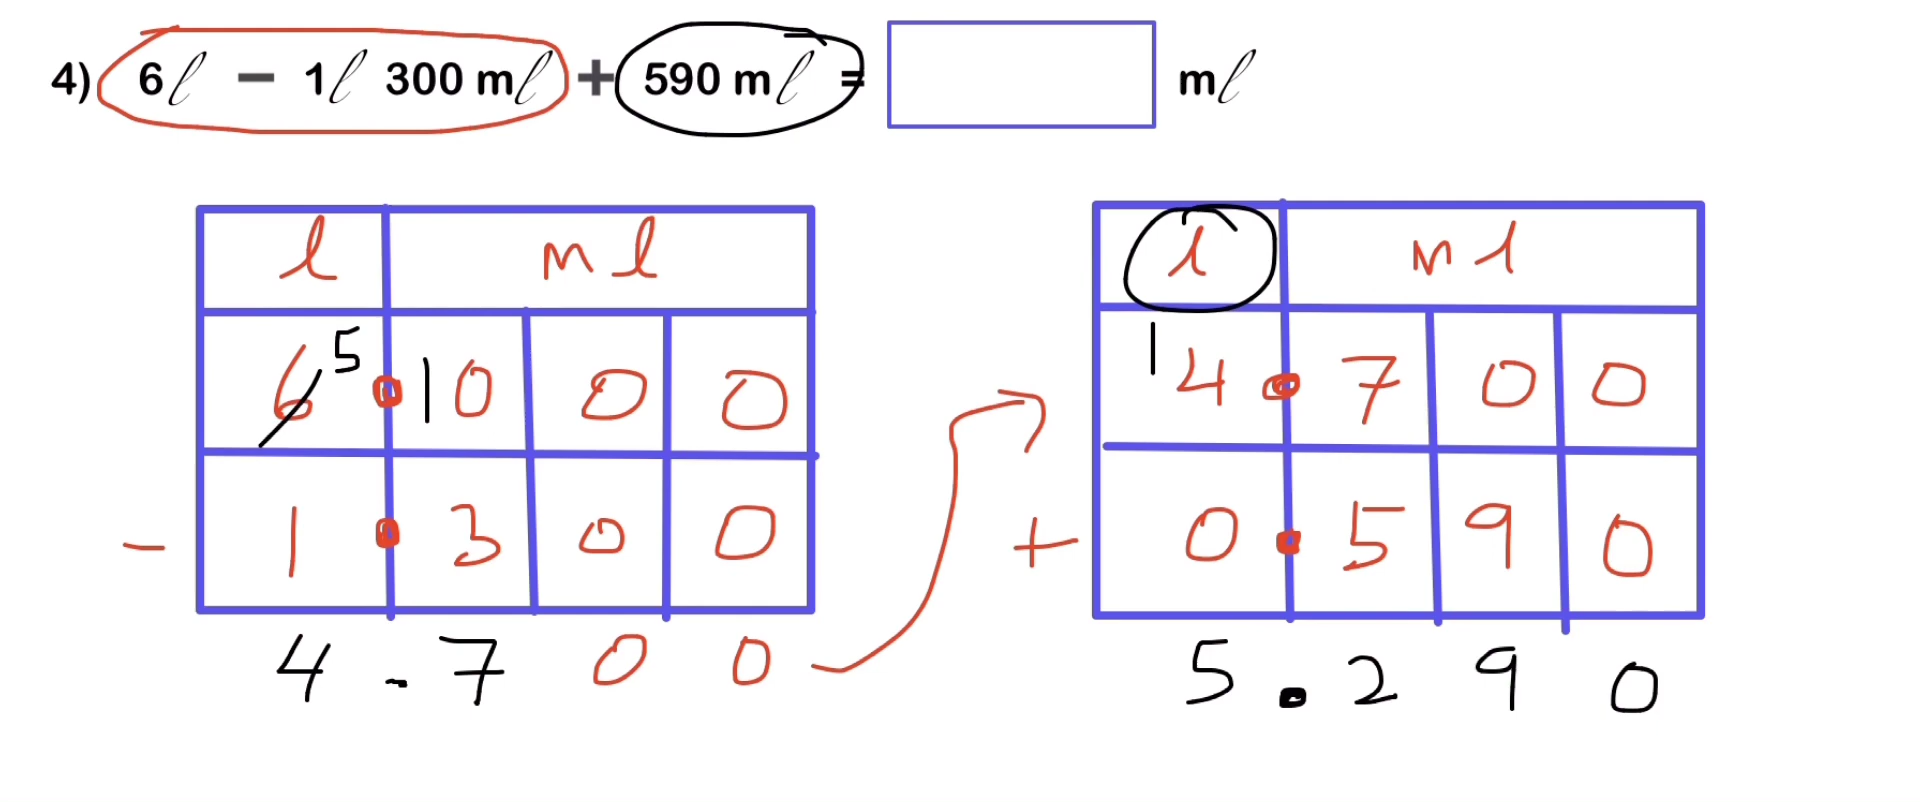 4) 6ℓ − 1ℓ 300 mℓ + 590 mℓ = mℓ
l ml
6 5 . 10 0 0
- 1 . 3 0 0
4 . 7 0 0
l ml
1 4 . 7 0 0
+ 0 . 5 9 0
5 . 2 9 0